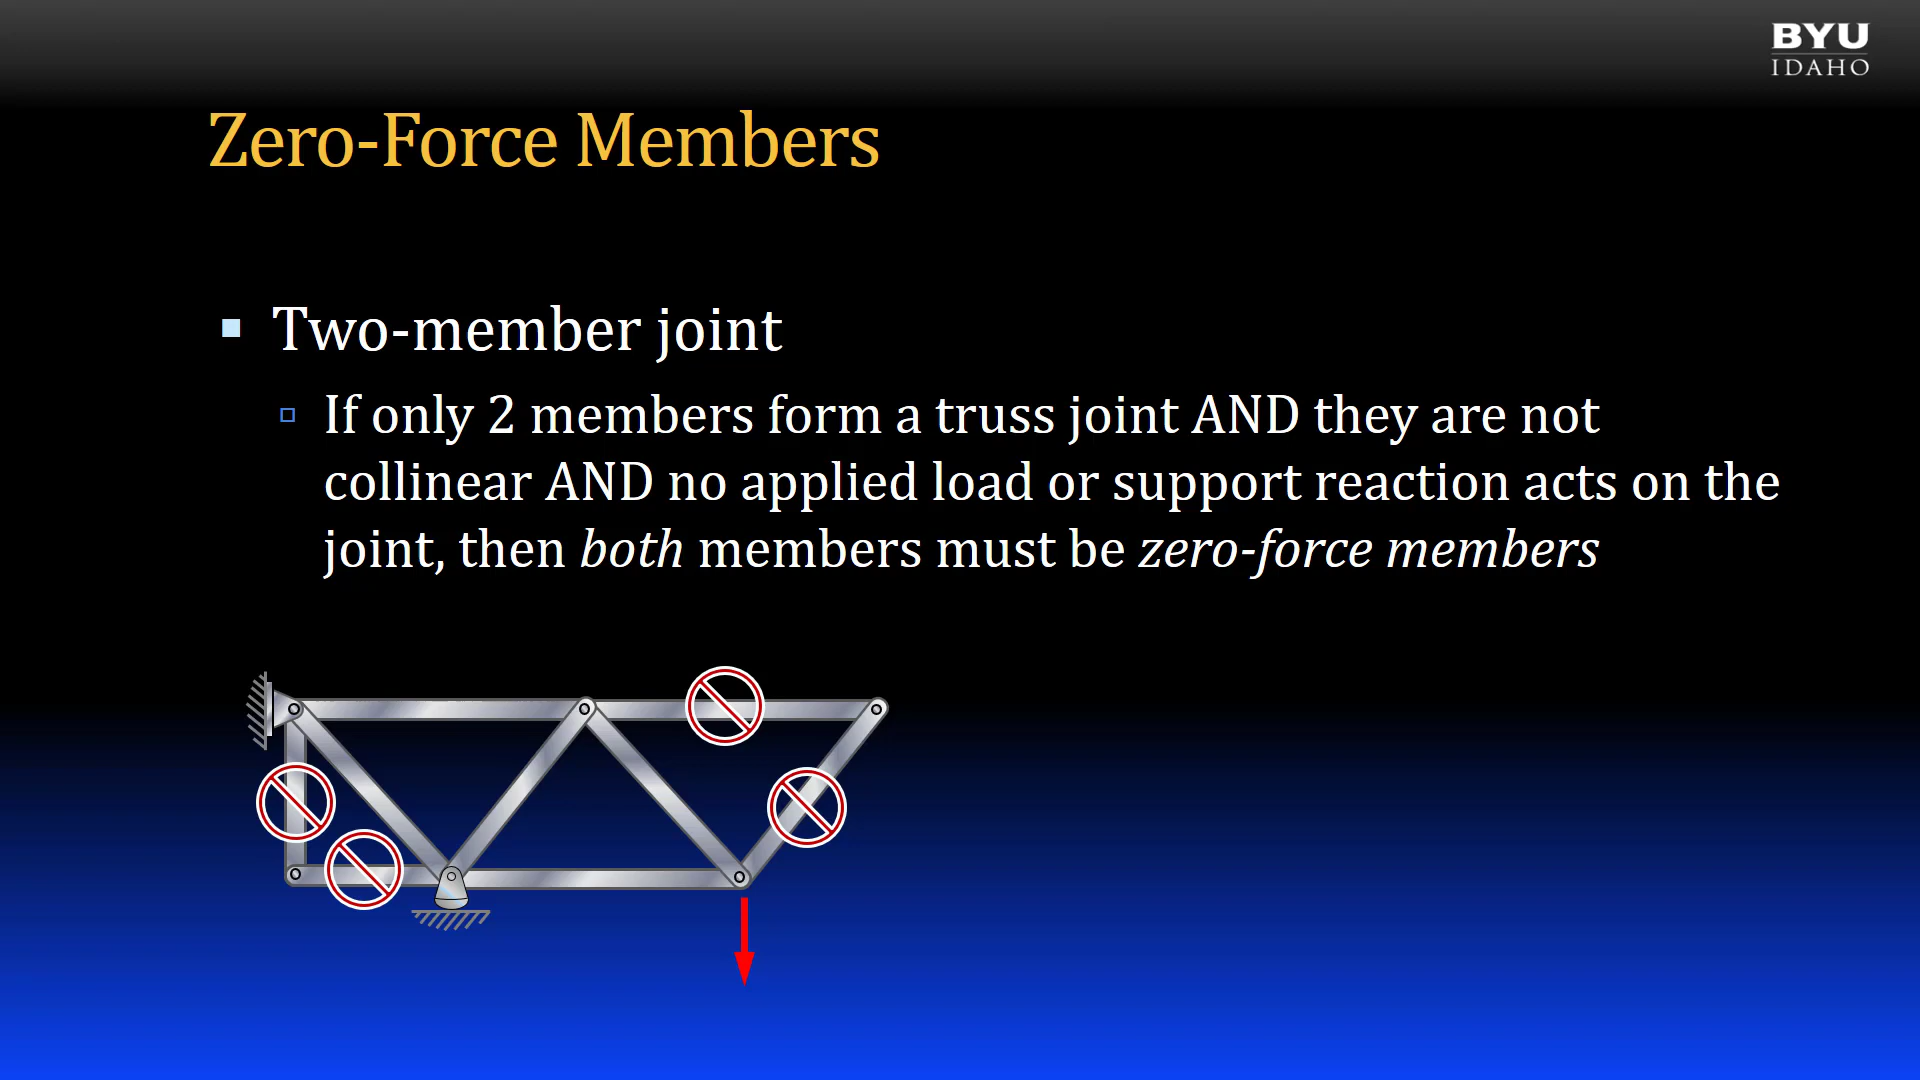 BYU
IDAHO
Zero-Force Members
Two-member joint
If only 2 members form a truss joint AND they are not
collinear AND no applied load or support reaction acts on the
joint, then both members must be zero-force members